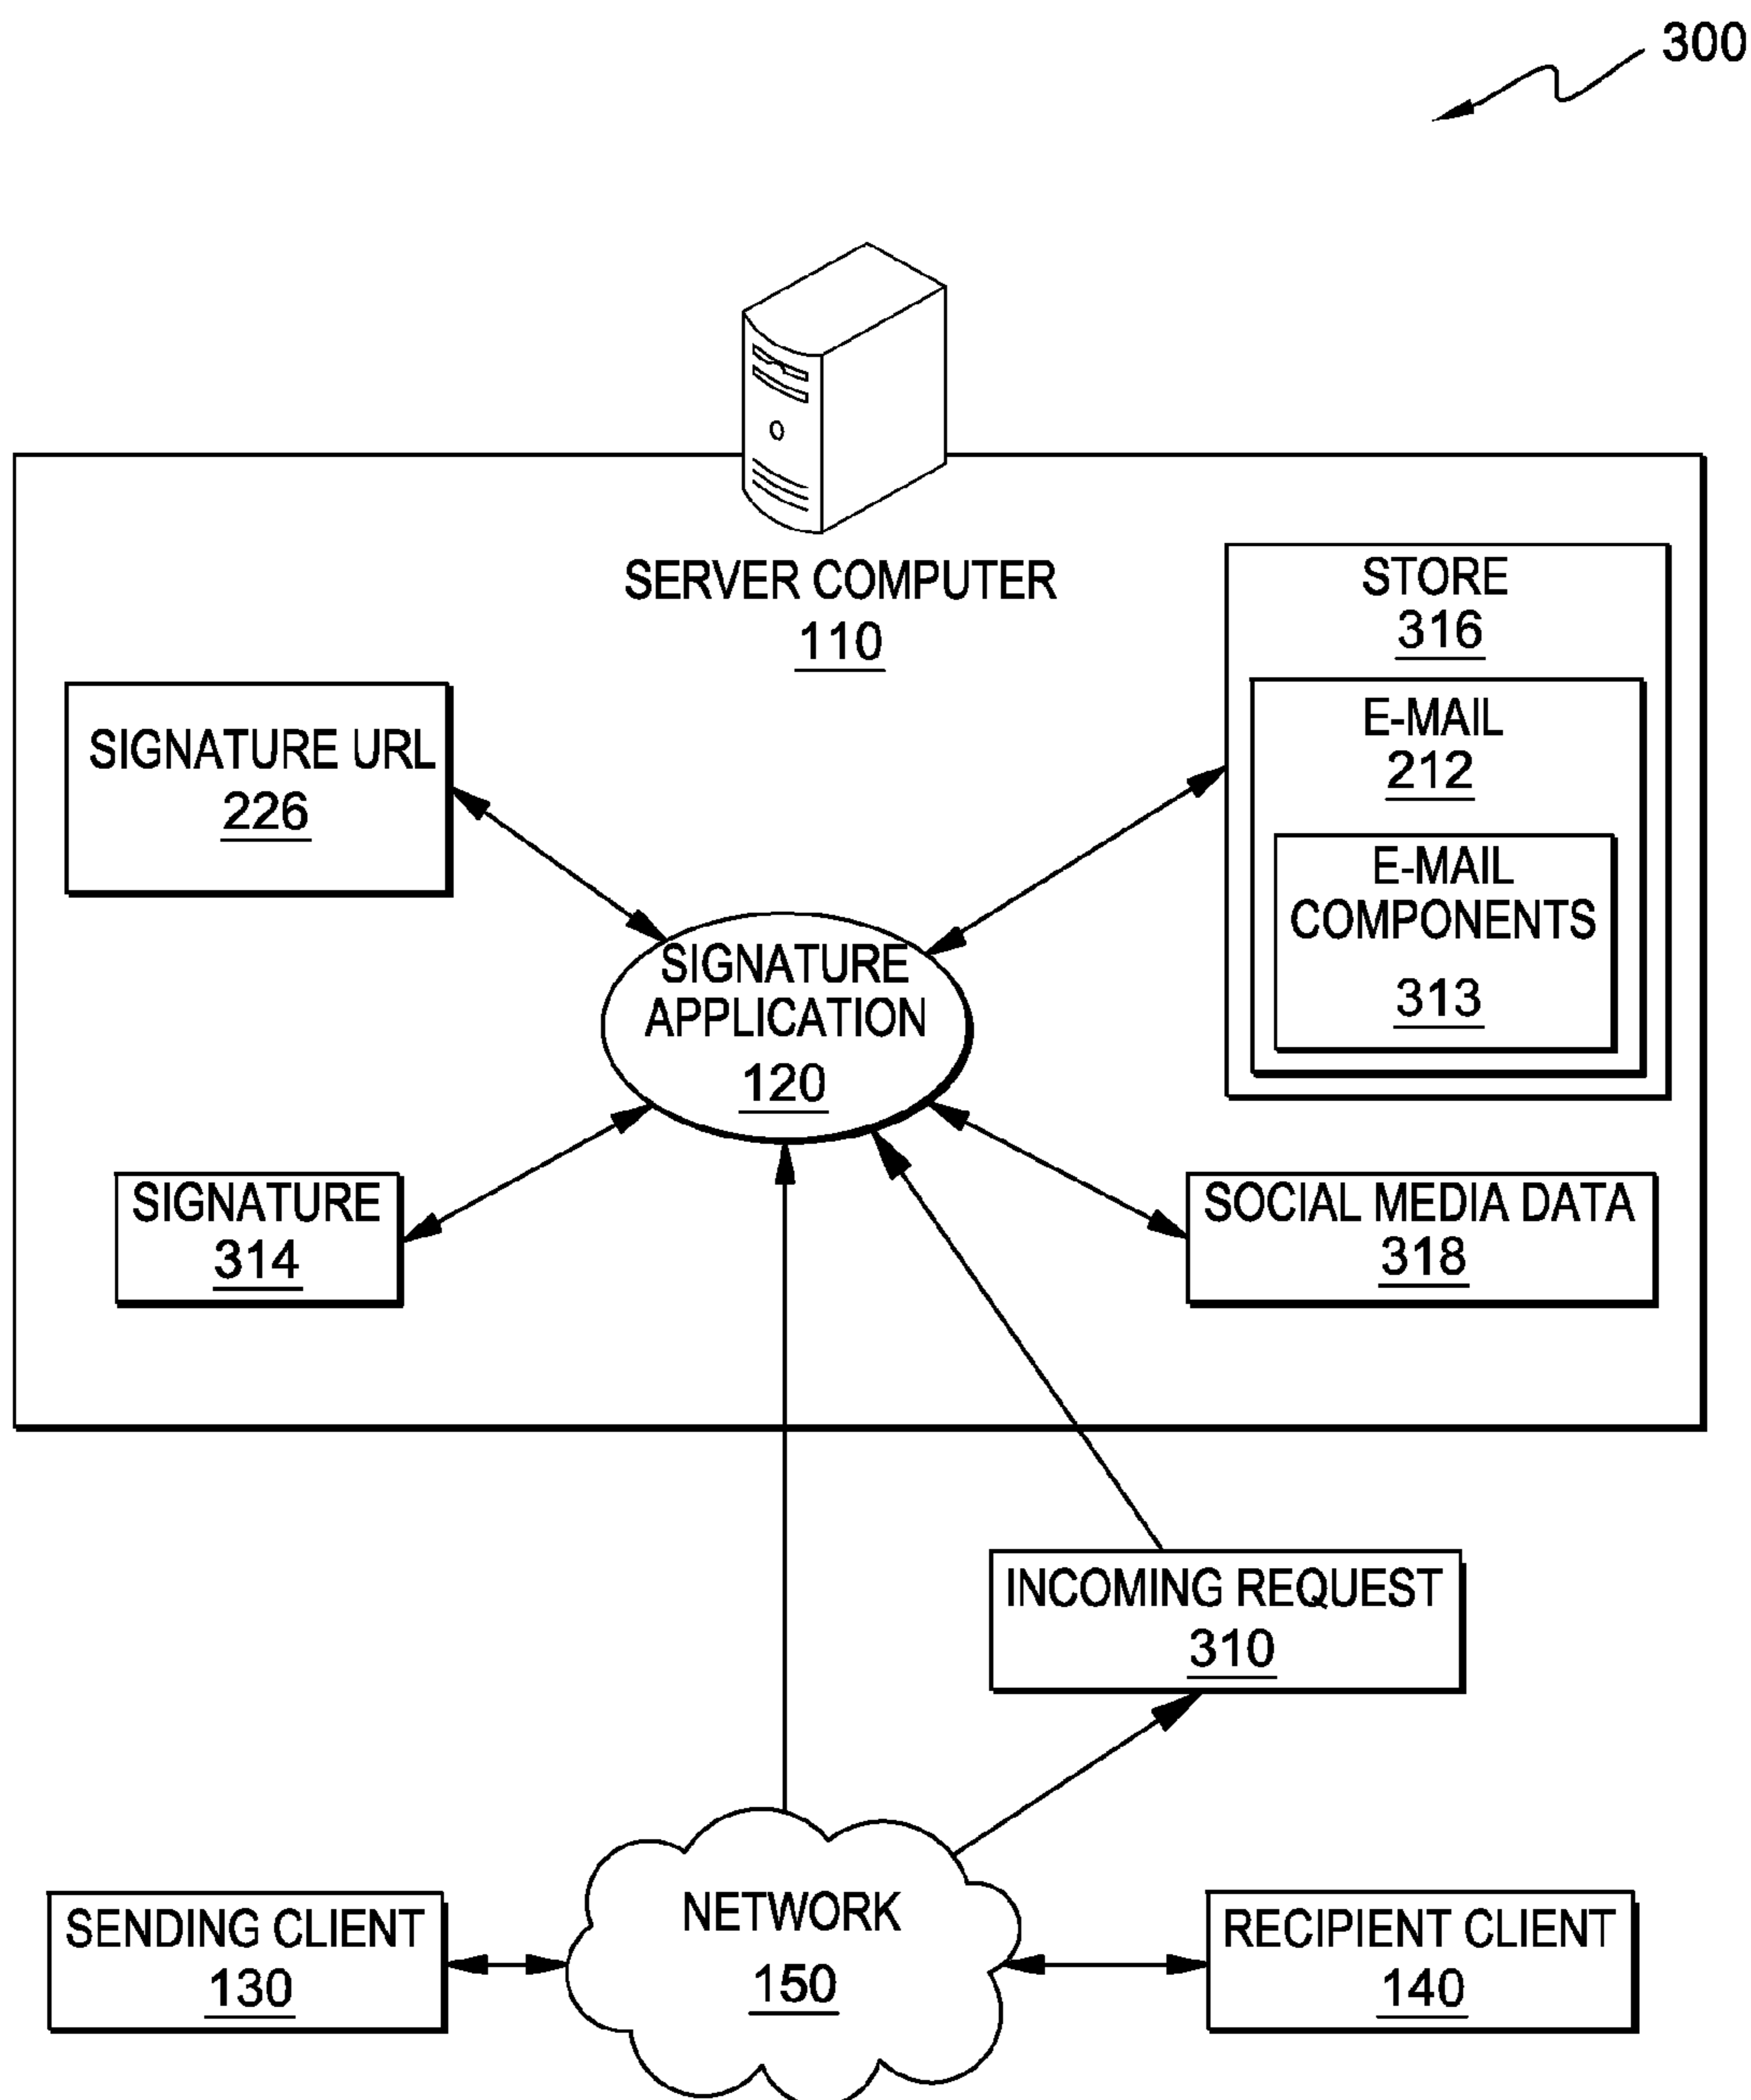 300
SERVER COMPUTER
110
STORE
316
E-MAIL
212
E-MAIL
COMPONENTS
313
SIGNATURE URL
226
SIGNATURE
APPLICATION
120
SIGNATURE
314
SOCIAL MEDIA DATA
318
INCOMING REQUEST
310
SENDING CLIENT
130
NETWORK
150
RECIPIENT CLIENT
140